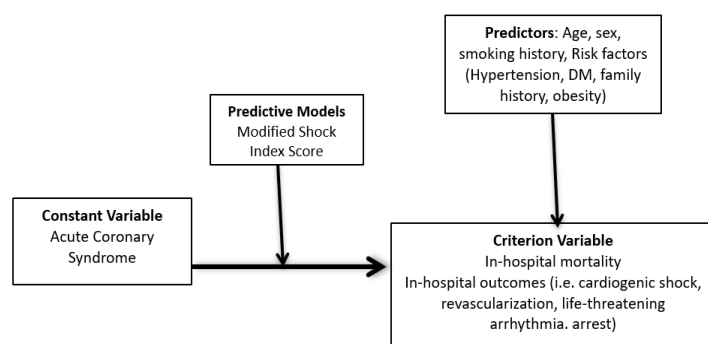 Predictors: Age, sex,
smoking history, Risk factors
(Hypertension, DM, family
history, obesity)
Predictive Models
Modified Shock
Index Score
Constant Variable
Acute Coronary
Syndrome
Criterion Variable
In-hospital mortality
In-hospital outcomes (i.e. cardiogenic shock,
revascularization, life-threatening
arrhythmia. arrest)